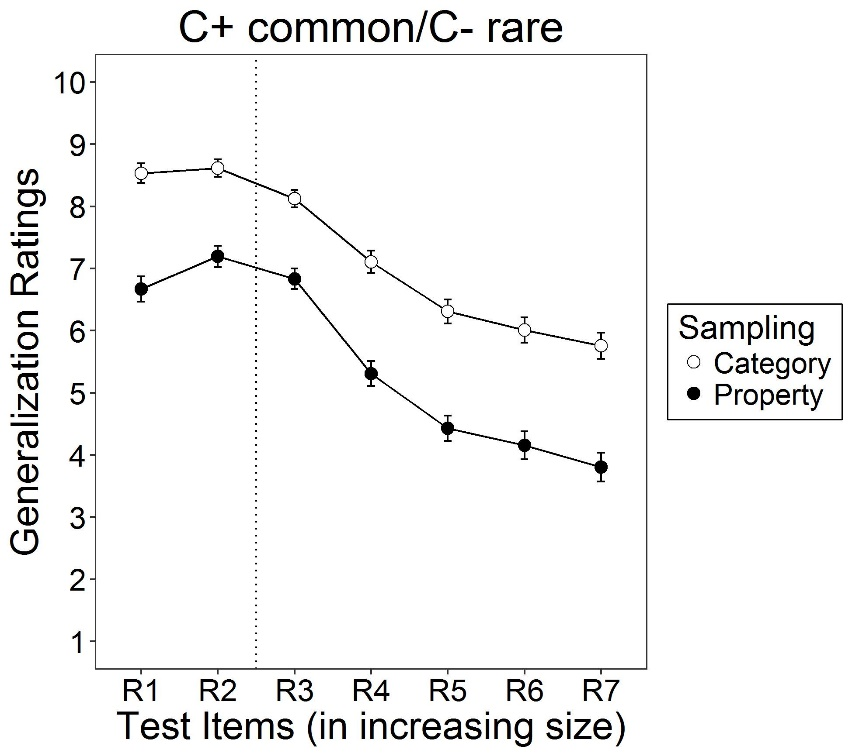 C+ common/C- rare
Generalization Ratings
10
9
8
7
6
5
4
3
2
1
R1 R2 R3 R4 R5 R6 R7
Test Items (in increasing size)
Sampling
Category
Property